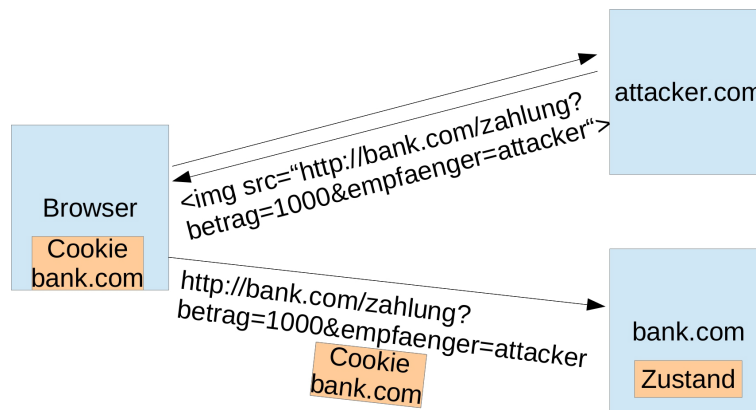 attacker.com
<img src=“http://bank.com/zahlung?
betrag=1000&empfaenger=attacker“>
Browser
Cookie
bank.com
http://bank.com/zahlung?
betrag=1000&empfaenger=attacker
Cookie
bank.com
bank.com
Zustand